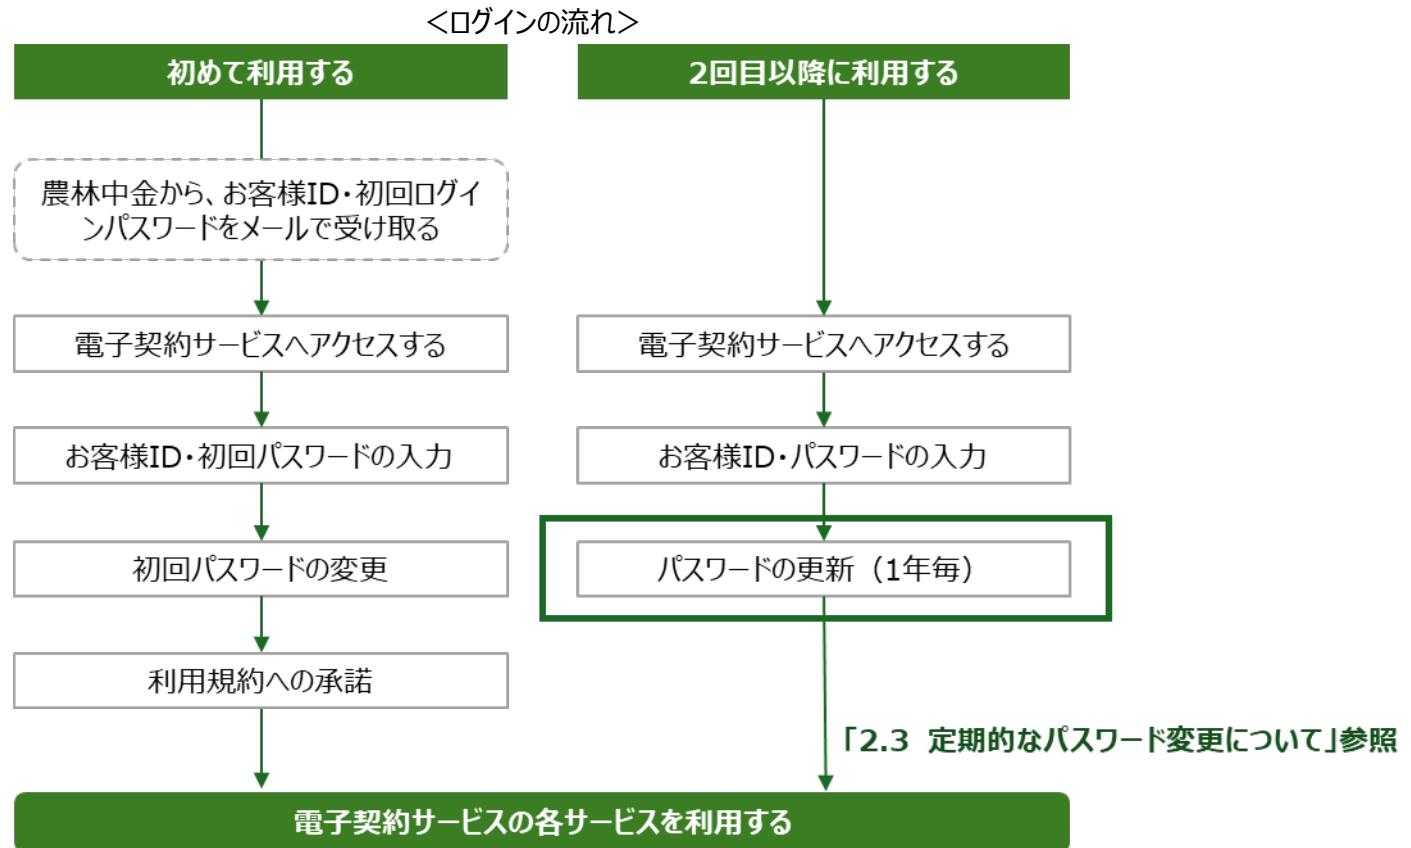 ＜ログインの流れ＞
初めて利用する
農林中金から、お客様ID・初回ログイ
ンパスワードをメールで受け取る
電子契約サービスへアクセスする
お客様ID・初回パスワードの入力
初回パスワードの変更
利用規約への承諾
2回目以降に利用する
電子契約サービスへアクセスする
お客様ID・パスワードの入力
パスワードの更新（1年毎）
「2.3 定期的なパスワード変更について」参照
電子契約サービスの各サービスを利用する